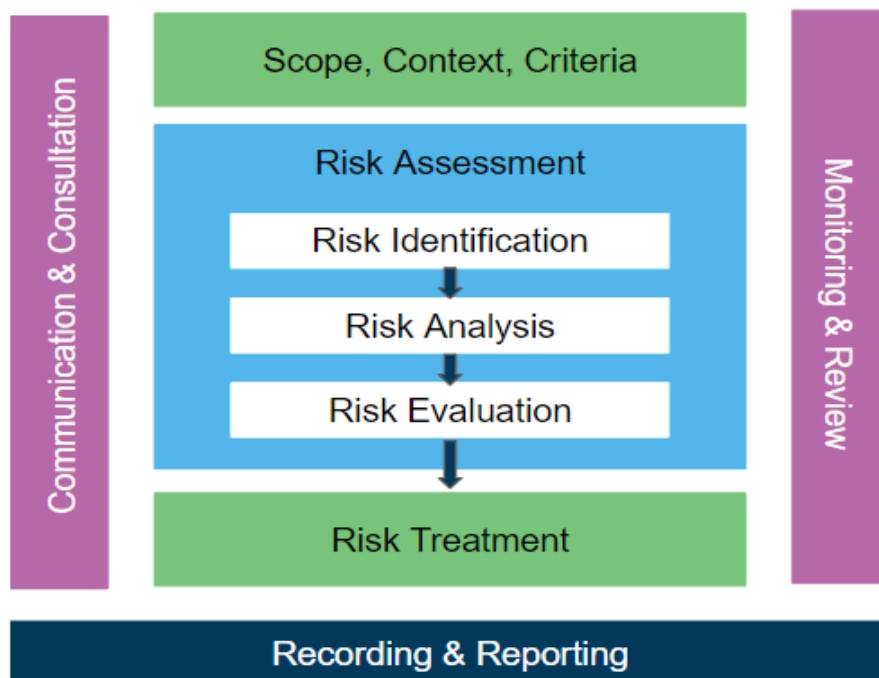 Communication & Consultation
Scope, Context, Criteria
Risk Assessment
Risk Identification
Risk Analysis
Risk Evaluation
Risk Treatment
Monitoring & Review
Recording & Reporting